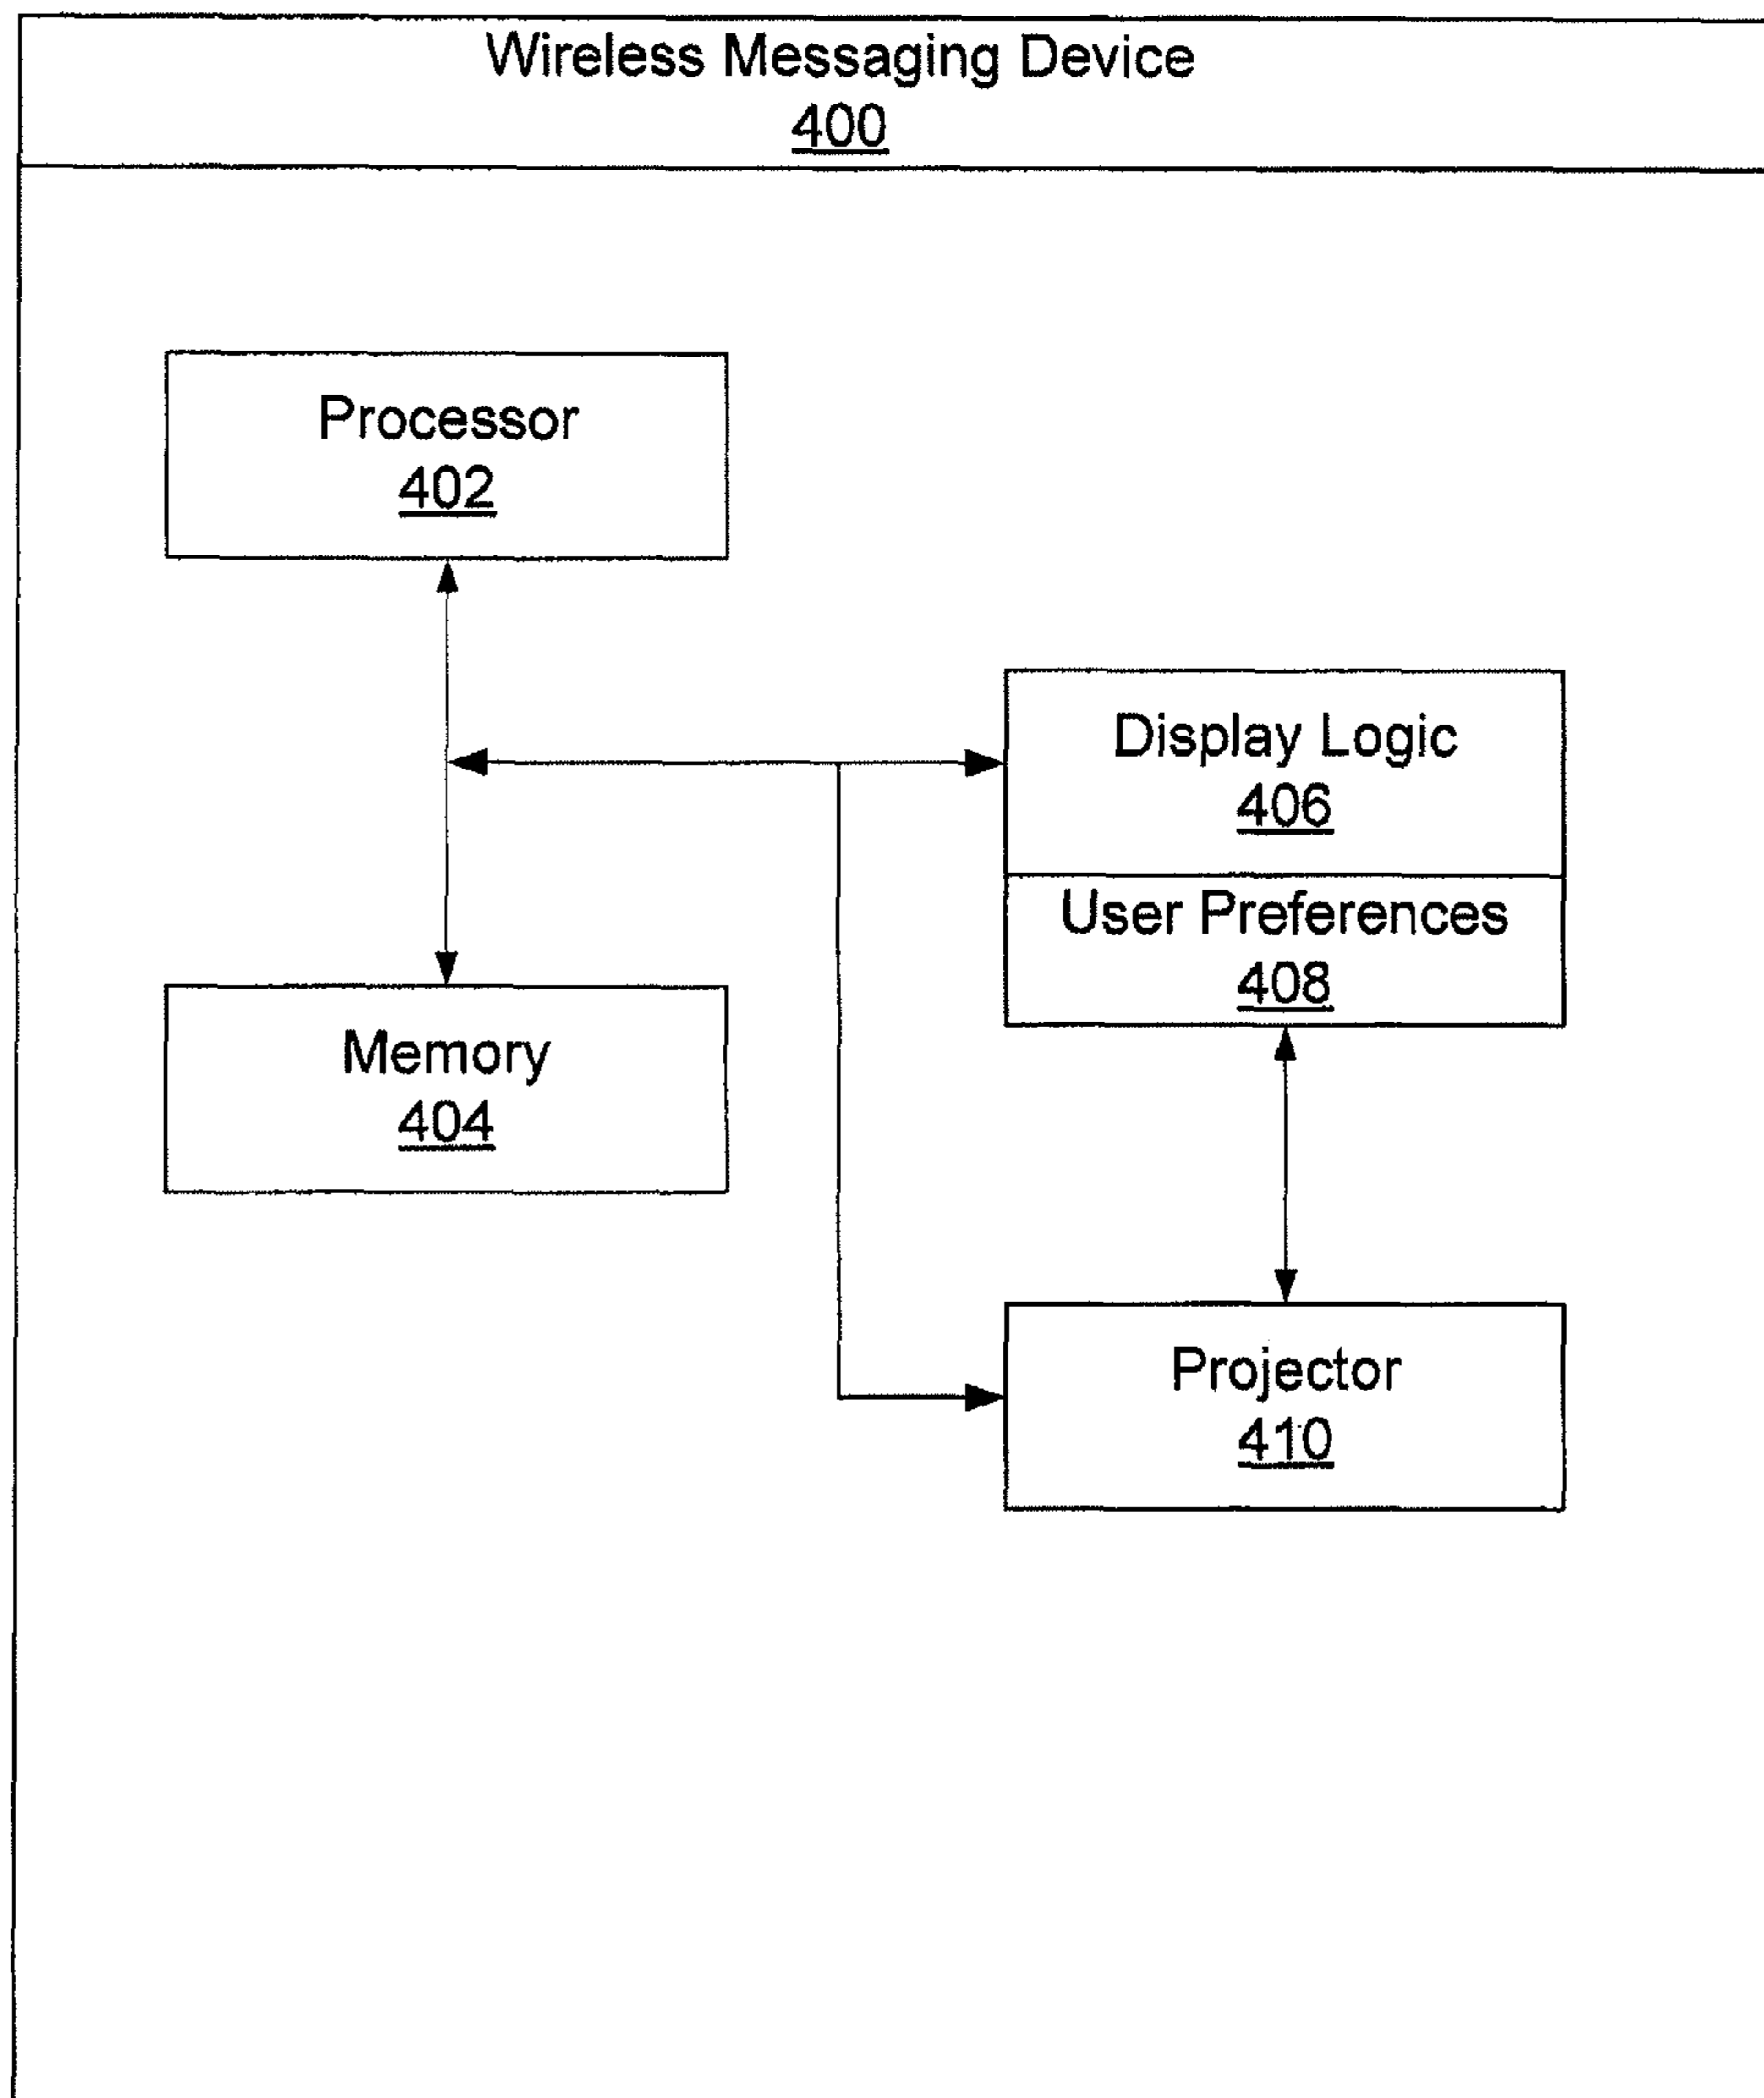 Wireless Messaging Device
400
Processor
402
Display Logic
406
User Preferences
408
Memory
404
Projector
410